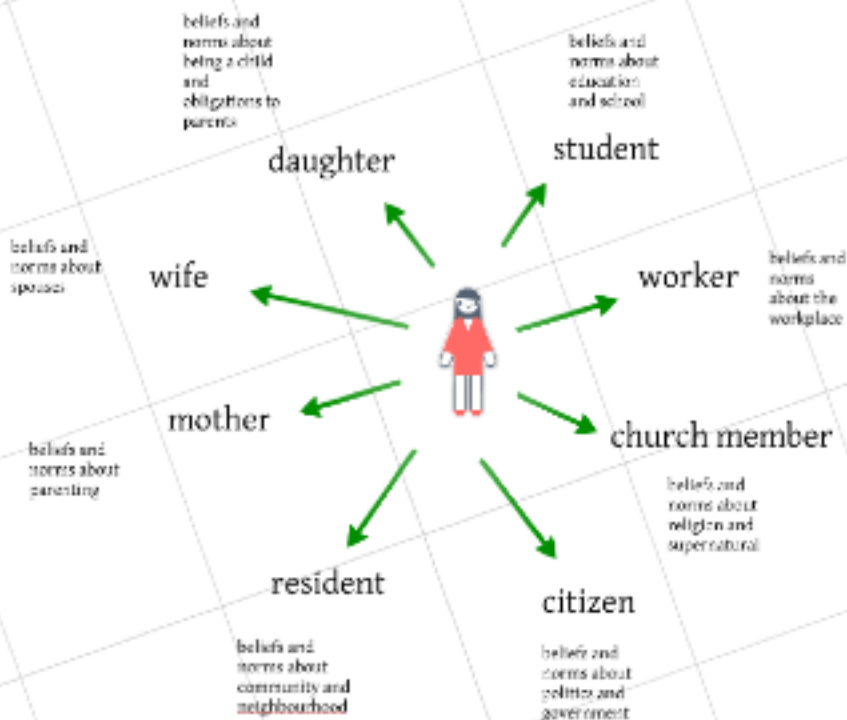 beliefs and
norms about
being a child
and
obligations to
parents
daughter
beliefs and
norms about
education
and school
student
beliefs and
norms about
spouses
wife
worker
beliefs and
norms
about the
workplace
mother
beliefs and
norms about
parenting
church member
beliefs and
norms about
religion and
supernatural
resident
beliefs and
norms about
community and
neighbourhood
citizen
beliefs and
norms about
politics and
government